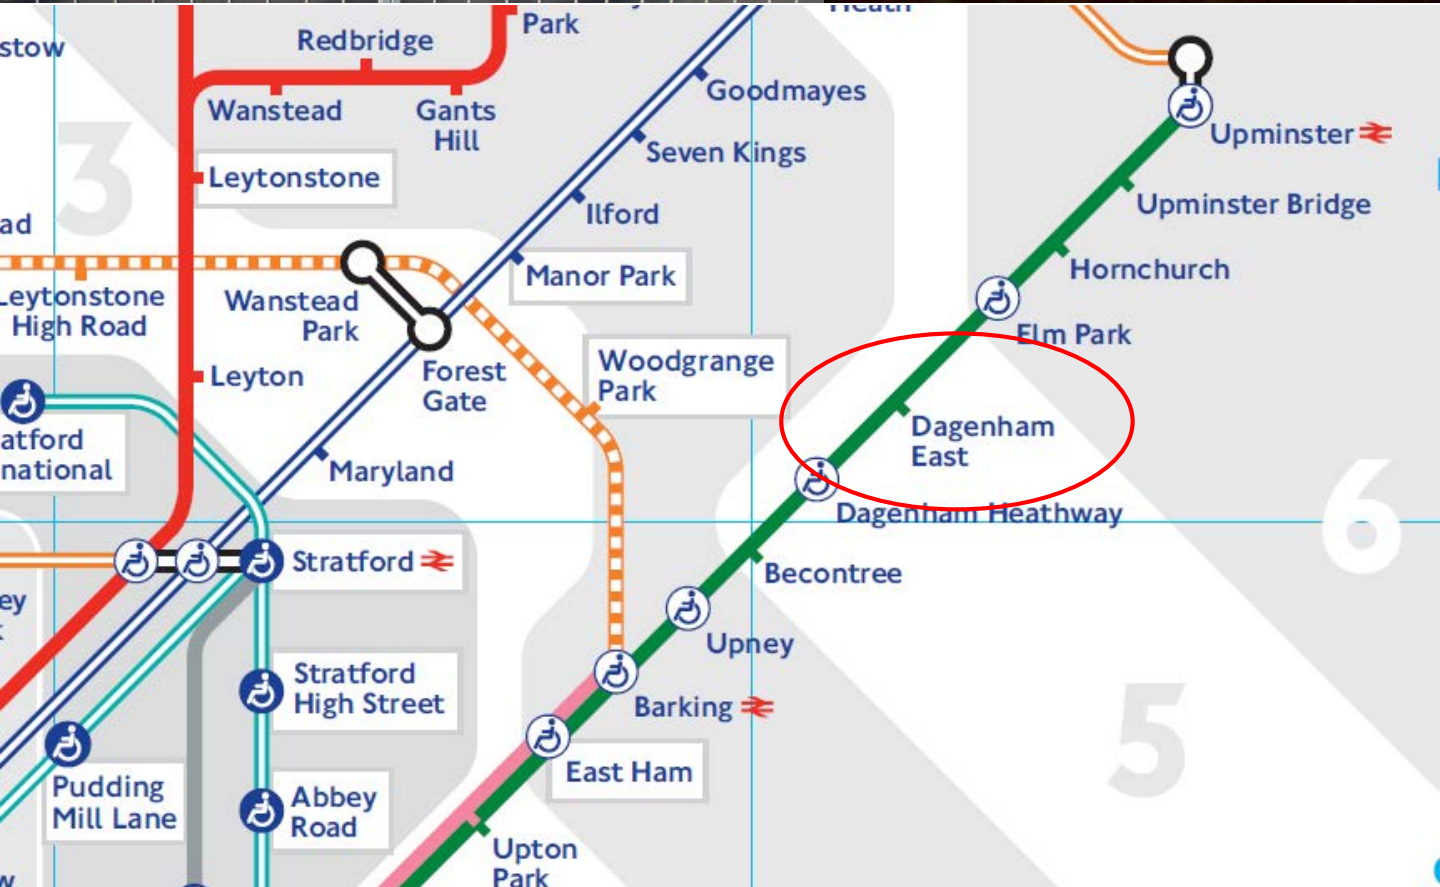 Park
Heath
stow
Redbridge
Goodmayes
Wanstead
Gants
Hill
Upminster
Seven Kings
3
Leytonstone
Upminster Bridge
Ilford
ad
Hornchurch
Manor Park
Leytonstone
High Road
Wanstead
Park
Elm Park
Woodgrange
Park
Leyton
Forest
Gate
Dagenham
East
atford
national
Maryland
Dagenham Heathway
6
Stratford
Becontree
ey
Upney
Stratford
High Street
Barking
5
East Ham
Pudding
Mill Lane
Abbey
Road
Upton
Park
w